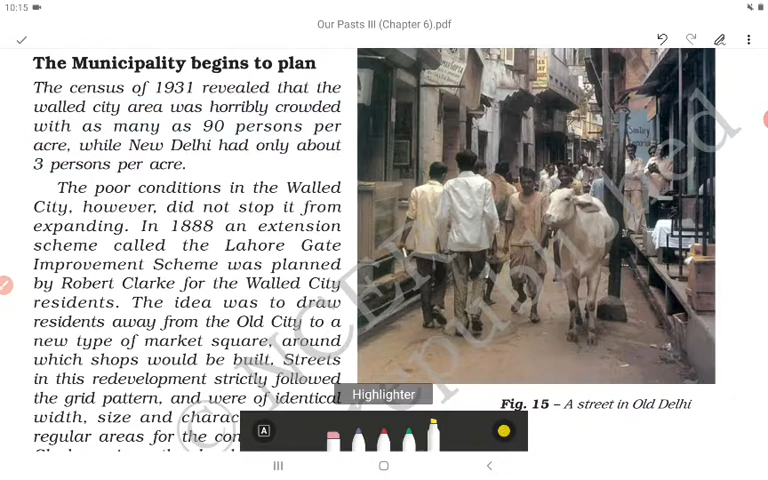 10:15
Our Pasts III (Chapter 6).pdf
The Municipality begins to plan
The census of 1931 revealed that the
walled city area was horribly crowded
with as many as 90 persons per
acre, while New Delhi had only about
3 persons per acre.
The poor conditions in the Walled
City, however, did not stop it from
expanding. In 1888 an extension
scheme called the Lahore Gate
Improvement Scheme was planned
by Robert Clarke for the Walled City
residents. The idea was to draw
residents away from the Old City to a
new type of market square, around
which shops would be built. Streets
in this redevelopment strictly followed
the grid pattern, and were of identical
width, size and charac
regular areas for the con
Smiley
Fig. 15 – A street in Old Delhi
Highlighter
A
© NCERT
republished